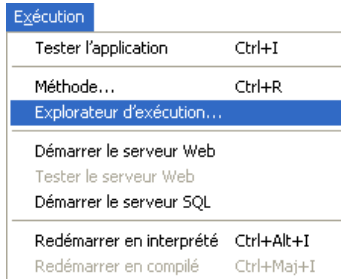 Exécution
Tester l'application Ctrl+I
Méthode... Ctrl+R
Explorateur d'exécution...
Démarrer le serveur Web
Tester le serveur Web
Démarrer le serveur SQL
Redémarrer en interprété Ctrl+Alt+I
Redémarrer en compilé Ctrl+Maj+I